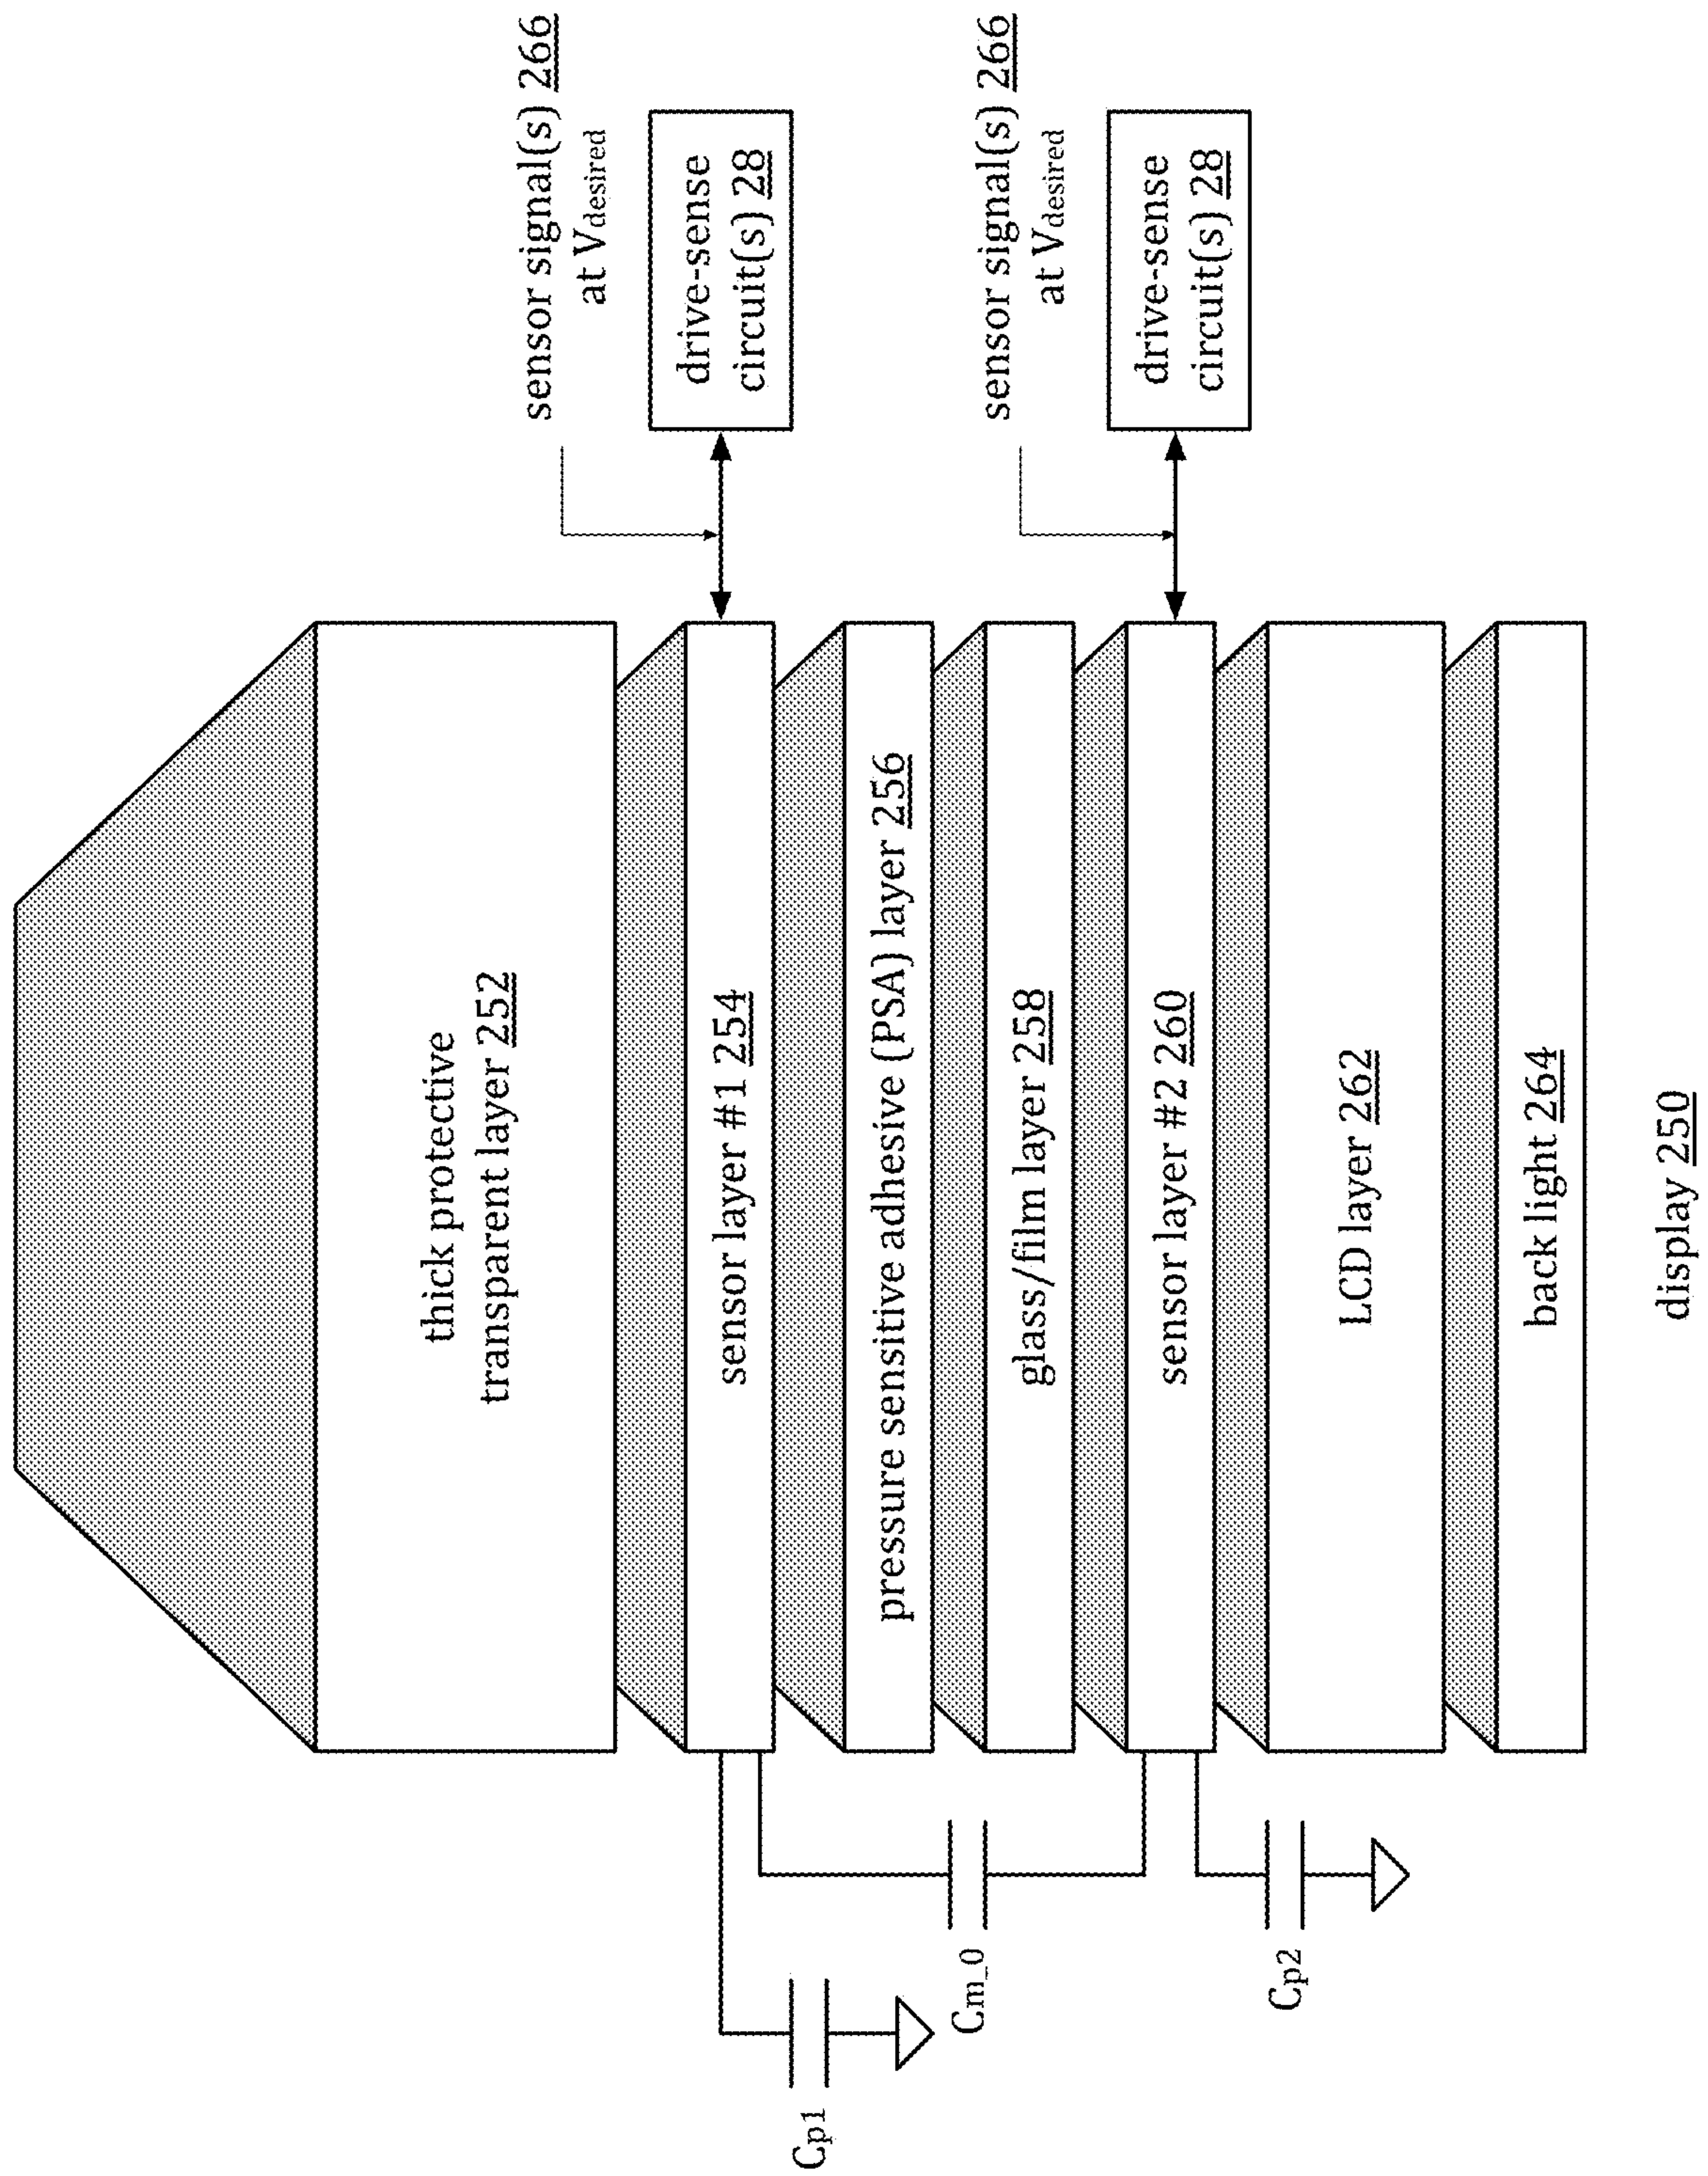 sensor signal(s) 266
at Vdesired
drive-sense
circuit(s) 28
sensor signal(s) 266
at Vdesired
drive-sense
circuit(s) 28
thick protective
transparent layer 252
sensor layer #1 254
pressure sensitive adhesive (PSA) layer 256
glass/film layer 258
sensor layer #2 260
LCD layer 262
back light 264
Cp1
Cm_0
Cp2
display 250